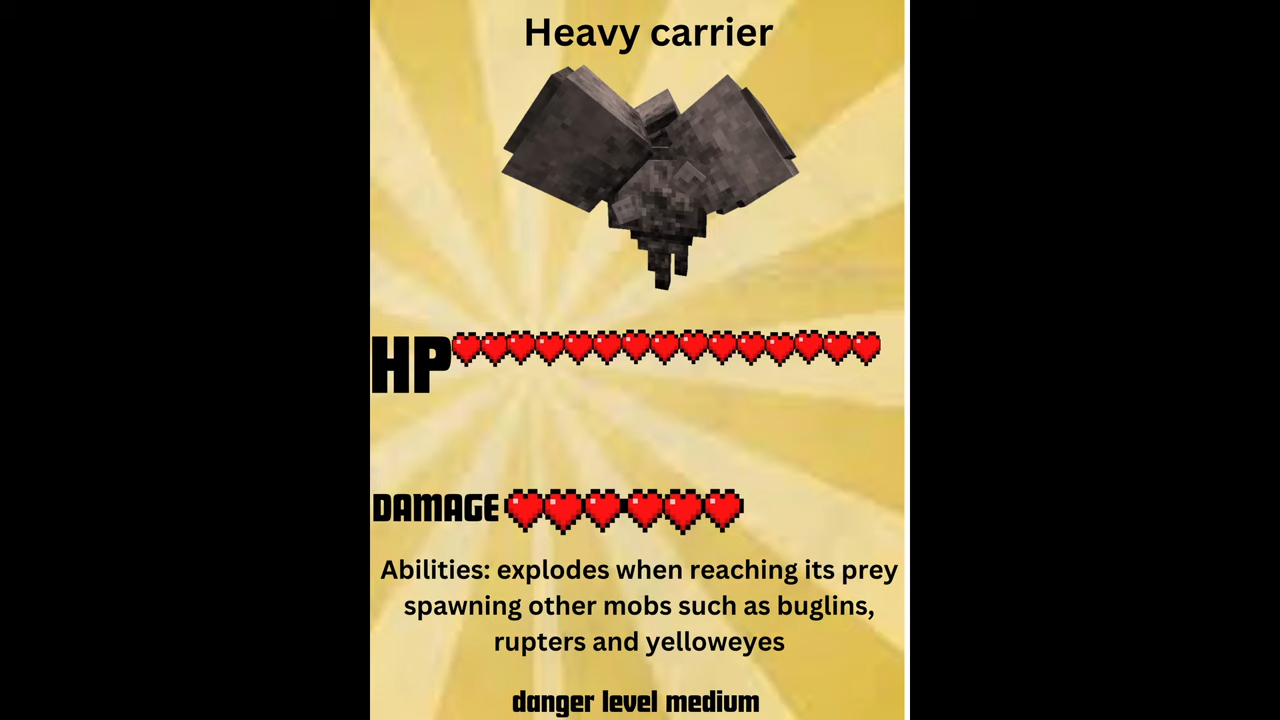 Heavy carrier
HP
DAMAGE
Abilities: explodes when reaching its prey
spawning other mobs such as buglins,
rupters and yelloweyes
danger level medium